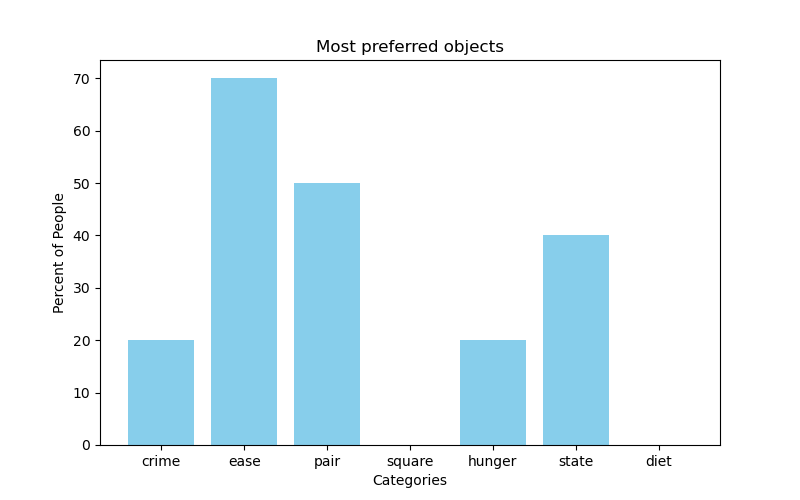 Most preferred objects
Percent of People
70
60
50
40
30
20
10
0
crime ease pair square hunger state diet
Categories